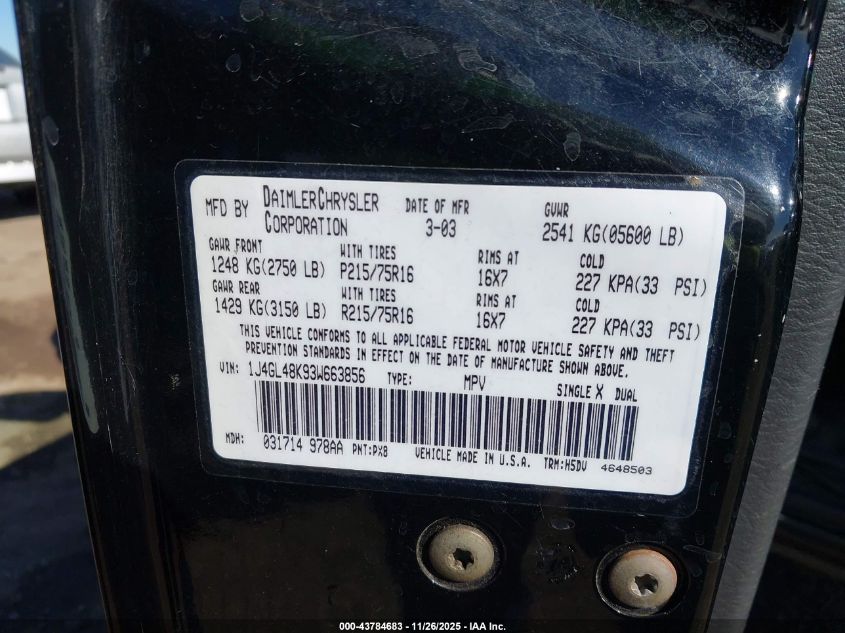 MFD BY DAIMLERCHRYSLER CORPORATION DATE OF MFR 3-03 GVWR 2541 KG(05600 LB)
GAWR FRONT WITH TIRES RIMS AT COLD
1248 KG(2750 LB) P215/75R16 16X7 227 KPA(33 PSI)
GAWR REAR WITH TIRES RIMS AT COLD
1429 KG(3150 LB) R215/75R16 16X7 227 KPA(33 PSI)
THIS VEHICLE CONFORMS TO ALL APPLICABLE FEDERAL MOTOR VEHICLE SAFETY AND THEFT
PREVENTION STANDARDS IN EFFECT ON THE DATE OF MANUFACTURE SHOWN ABOVE.
VIN: 1J4GL48K93W663856 TYPE: MPV SINGLE X DUAL
MDH: 031714 978AA PNT:PX8 VEHICLE MADE IN U.S.A. TRM:H5DV 4648503
000-43784683 - 11/26/2025 - IAA Inc.